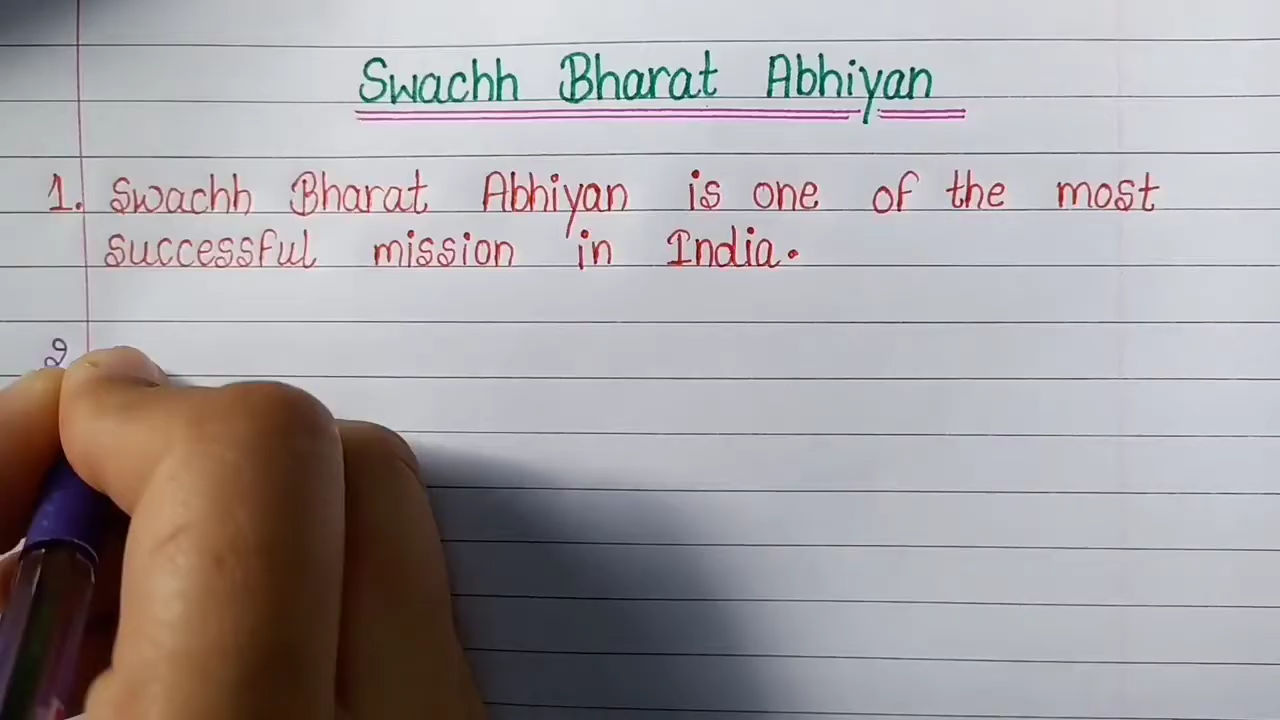 Swachh Bharat Abhiyan
1. Swachh Bharat Abhiyan is one of the most
successful mission in India.
2